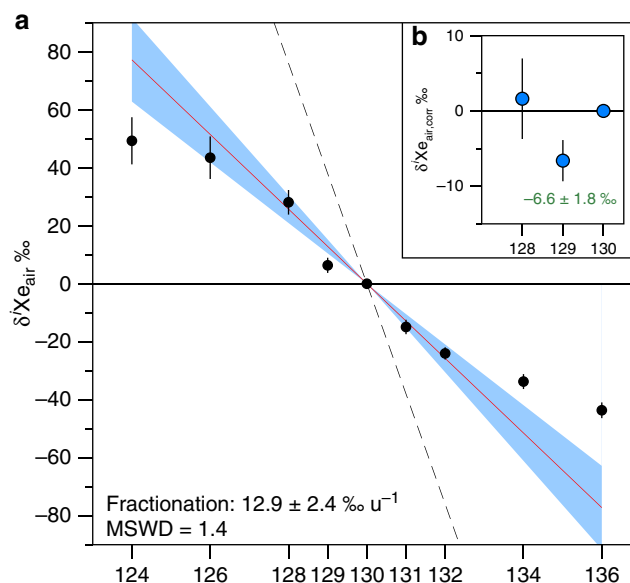 a
80
60
40
20
0
−20
−40
−60
−80
δⁱXe_air ‰
Fractionation: 12.9 ± 2.4 ‰ u⁻¹
MSWD = 1.4
124 126 128 129 130 131 132 134 136
b
10
0
−10
δⁱXe_air,corr ‰
−6.6 ± 1.8 ‰
128 129 130